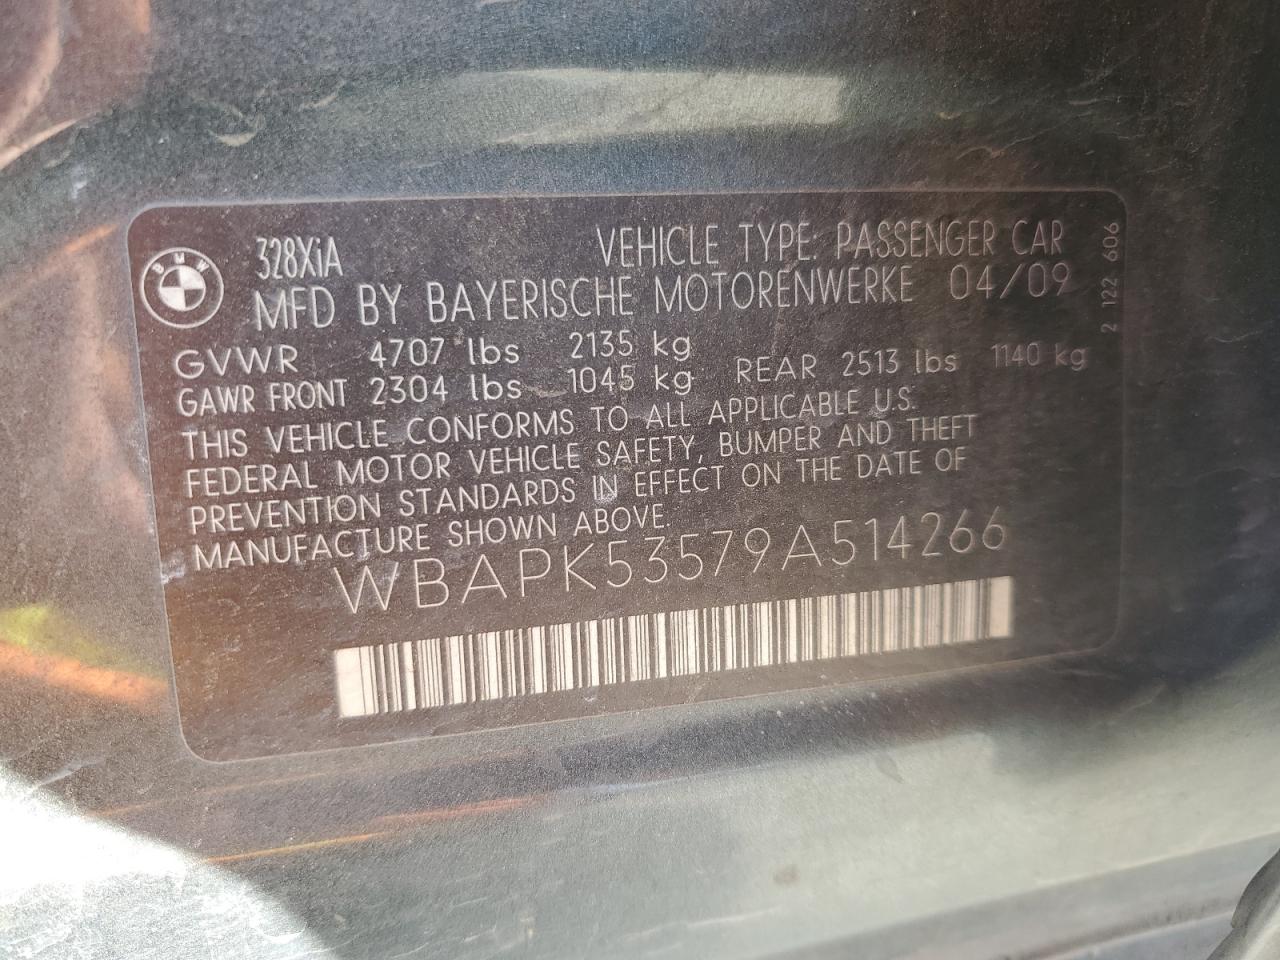 BMW
328XiA VEHICLE TYPE: PASSENGER CAR
MFD BY BAYERISCHE MOTORENWERKE 04/09
GVWR 4707 lbs 2135 kg
GAWR FRONT 2304 lbs 1045 kg REAR 2513 lbs 1140 kg
THIS VEHICLE CONFORMS TO ALL APPLICABLE U.S.
FEDERAL MOTOR VEHICLE SAFETY, BUMPER AND THEFT
PREVENTION STANDARDS IN EFFECT ON THE DATE OF
MANUFACTURE SHOWN ABOVE.
WBAPK53579A514266
2 122 606